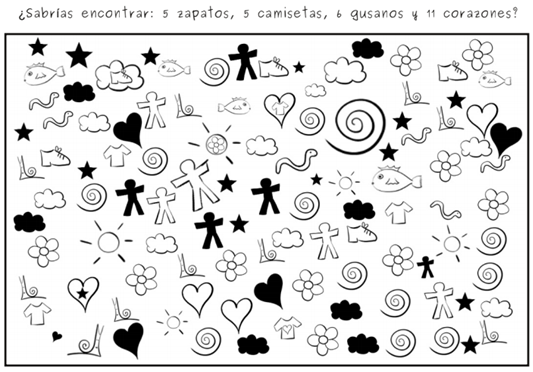 ¿Sabrías encontrar: 5 zapatos, 5 camisetas, 6 gusanos y 11 corazones?